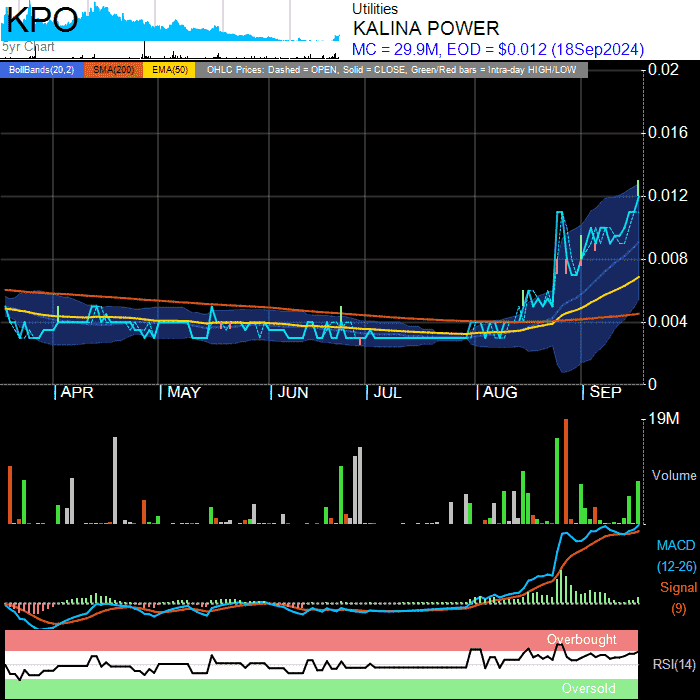 KPO
5yr Chart
Utilities
KALINA POWER
MC = 29.9M, EOD = $0.012 (18Sep2024)
BollBands(20,2) SMA(200) EMA(50) OHLC Prices: Dashed = OPEN, Solid = CLOSE, Green/Red bars = Intra-day HIGH/LOW
0.02
0.016
0.012
0.008
0.004
0
APR MAY JUN JUL AUG SEP
19M
Volume
MACD
(12-26)
Signal
(9)
Overbought
RSI(14)
Oversold